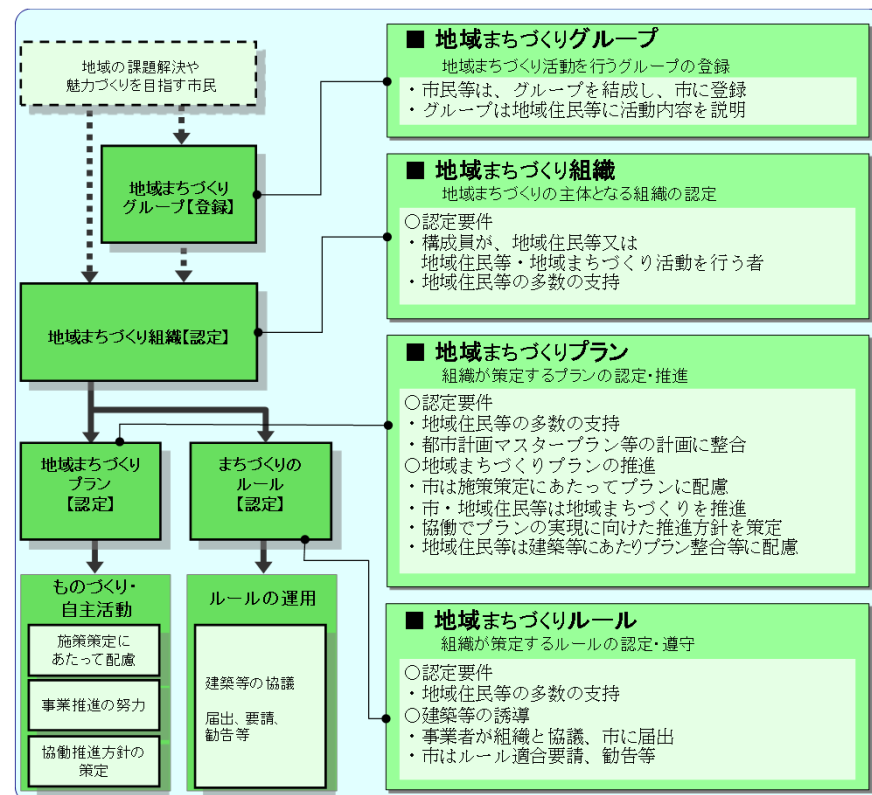 地域の課題解決や
魅力づくりを目指す市民
地域まちづくり
グループ【登録】
地域まちづくり組織【認定】
地域まちづくり
プラン
【認定】
まちづくりの
ルール
【認定】
ものづくり・
自主活動
施策策定に
あたって配慮
事業推進の努力
協働推進方針の
策定
ルールの運用
建築等の協議
届出、要請、
勧告等
■ 地域まちづくりグループ
地域まちづくり活動を行うグループの登録
・市民等は、グループを結成し、市に登録
・グループは地域住民等に活動内容を説明
■ 地域まちづくり組織
地域まちづくりの主体となる組織の認定
○認定要件
・構成員が、地域住民等又は
地域住民等・地域まちづくり活動を行う者
・地域住民等の多数の支持
■ 地域まちづくりプラン
組織が策定するプランの認定・推進
○認定要件
・地域住民等の多数の支持
・都市計画マスタープラン等の計画に整合
○地域まちづくりプランの推進
・市は施策策定にあたってプランに配慮
・市・地域住民等は地域まちづくりを推進
・協働でプランの実現に向けた推進方針を策定
・地域住民等は建築等にあたりプラン整合等に配慮
■ 地域まちづくりルール
組織が策定するルールの認定・遵守
○認定要件
・地域住民等の多数の支持
○建築等の誘導
・事業者が組織と協議、市に届出
・市はルール適合要請、勧告等